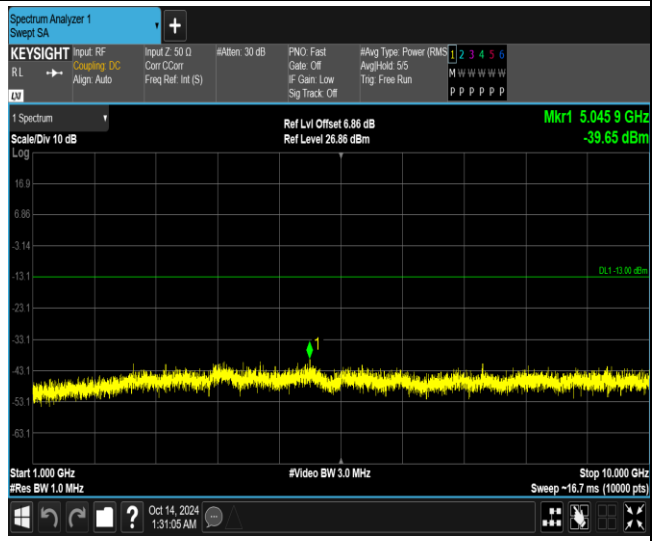 Spectrum Analyzer 1
Swept SA
+
KEYSIGHT
RL
LXI
Input: RF
Coupling: DC
Align: Auto
Input Z: 50 Ω
Corr CCorr
Freq Ref: Int (S)
#Atten: 30 dB
PNO: Fast
Gate: Off
IF Gain: Low
Sig Track: Off
#Avg Type: Power (RMS
Avg|Hold: 5/5
Trig: Free Run
1 2 3 4 5 6
M W W W W W
P P P P P P
1 Spectrum
Scale/Div 10 dB
Log
Ref Lvl Offset 6.86 dB
Ref Level 26.86 dBm
Mkr1 5.045 9 GHz
-39.65 dBm
16.9
6.86
-3.14
-13.1
DL1 -13.00 dBm
-23.1
-33.1
1
-43.1
-53.1
-63.1
Start 1.000 GHz
#Video BW 3.0 MHz
Stop 10.000 GHz
#Res BW 1.0 MHz
Sweep ~16.7 ms (10000 pts)
?
Oct 14, 2024
1:31:05 AM